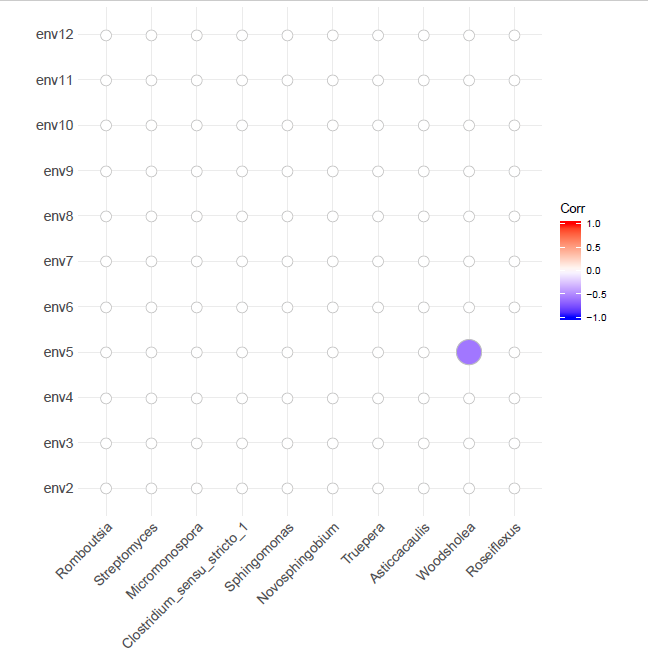 env12
env11
env10
env9
env8
env7
env6
env5
env4
env3
env2
Romboutsia
Streptomyces
Micromonospora
Clostridium_sensu_stricto_1
Sphingomonas
Novosphingobium
Truepera
Asticcacaulis
Woodsholea
Roseiflexus
Corr
1.0
0.5
0.0
−0.5
−1.0